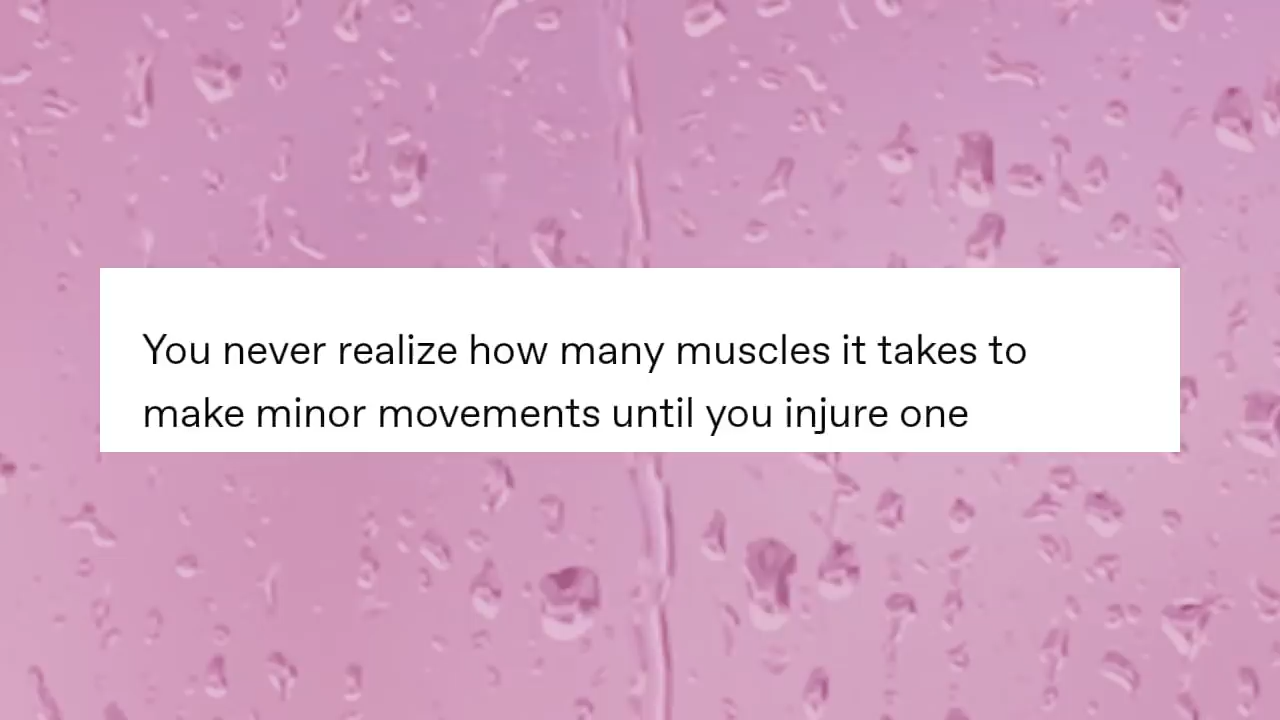 You never realize how many muscles it takes to
make minor movements until you injure one